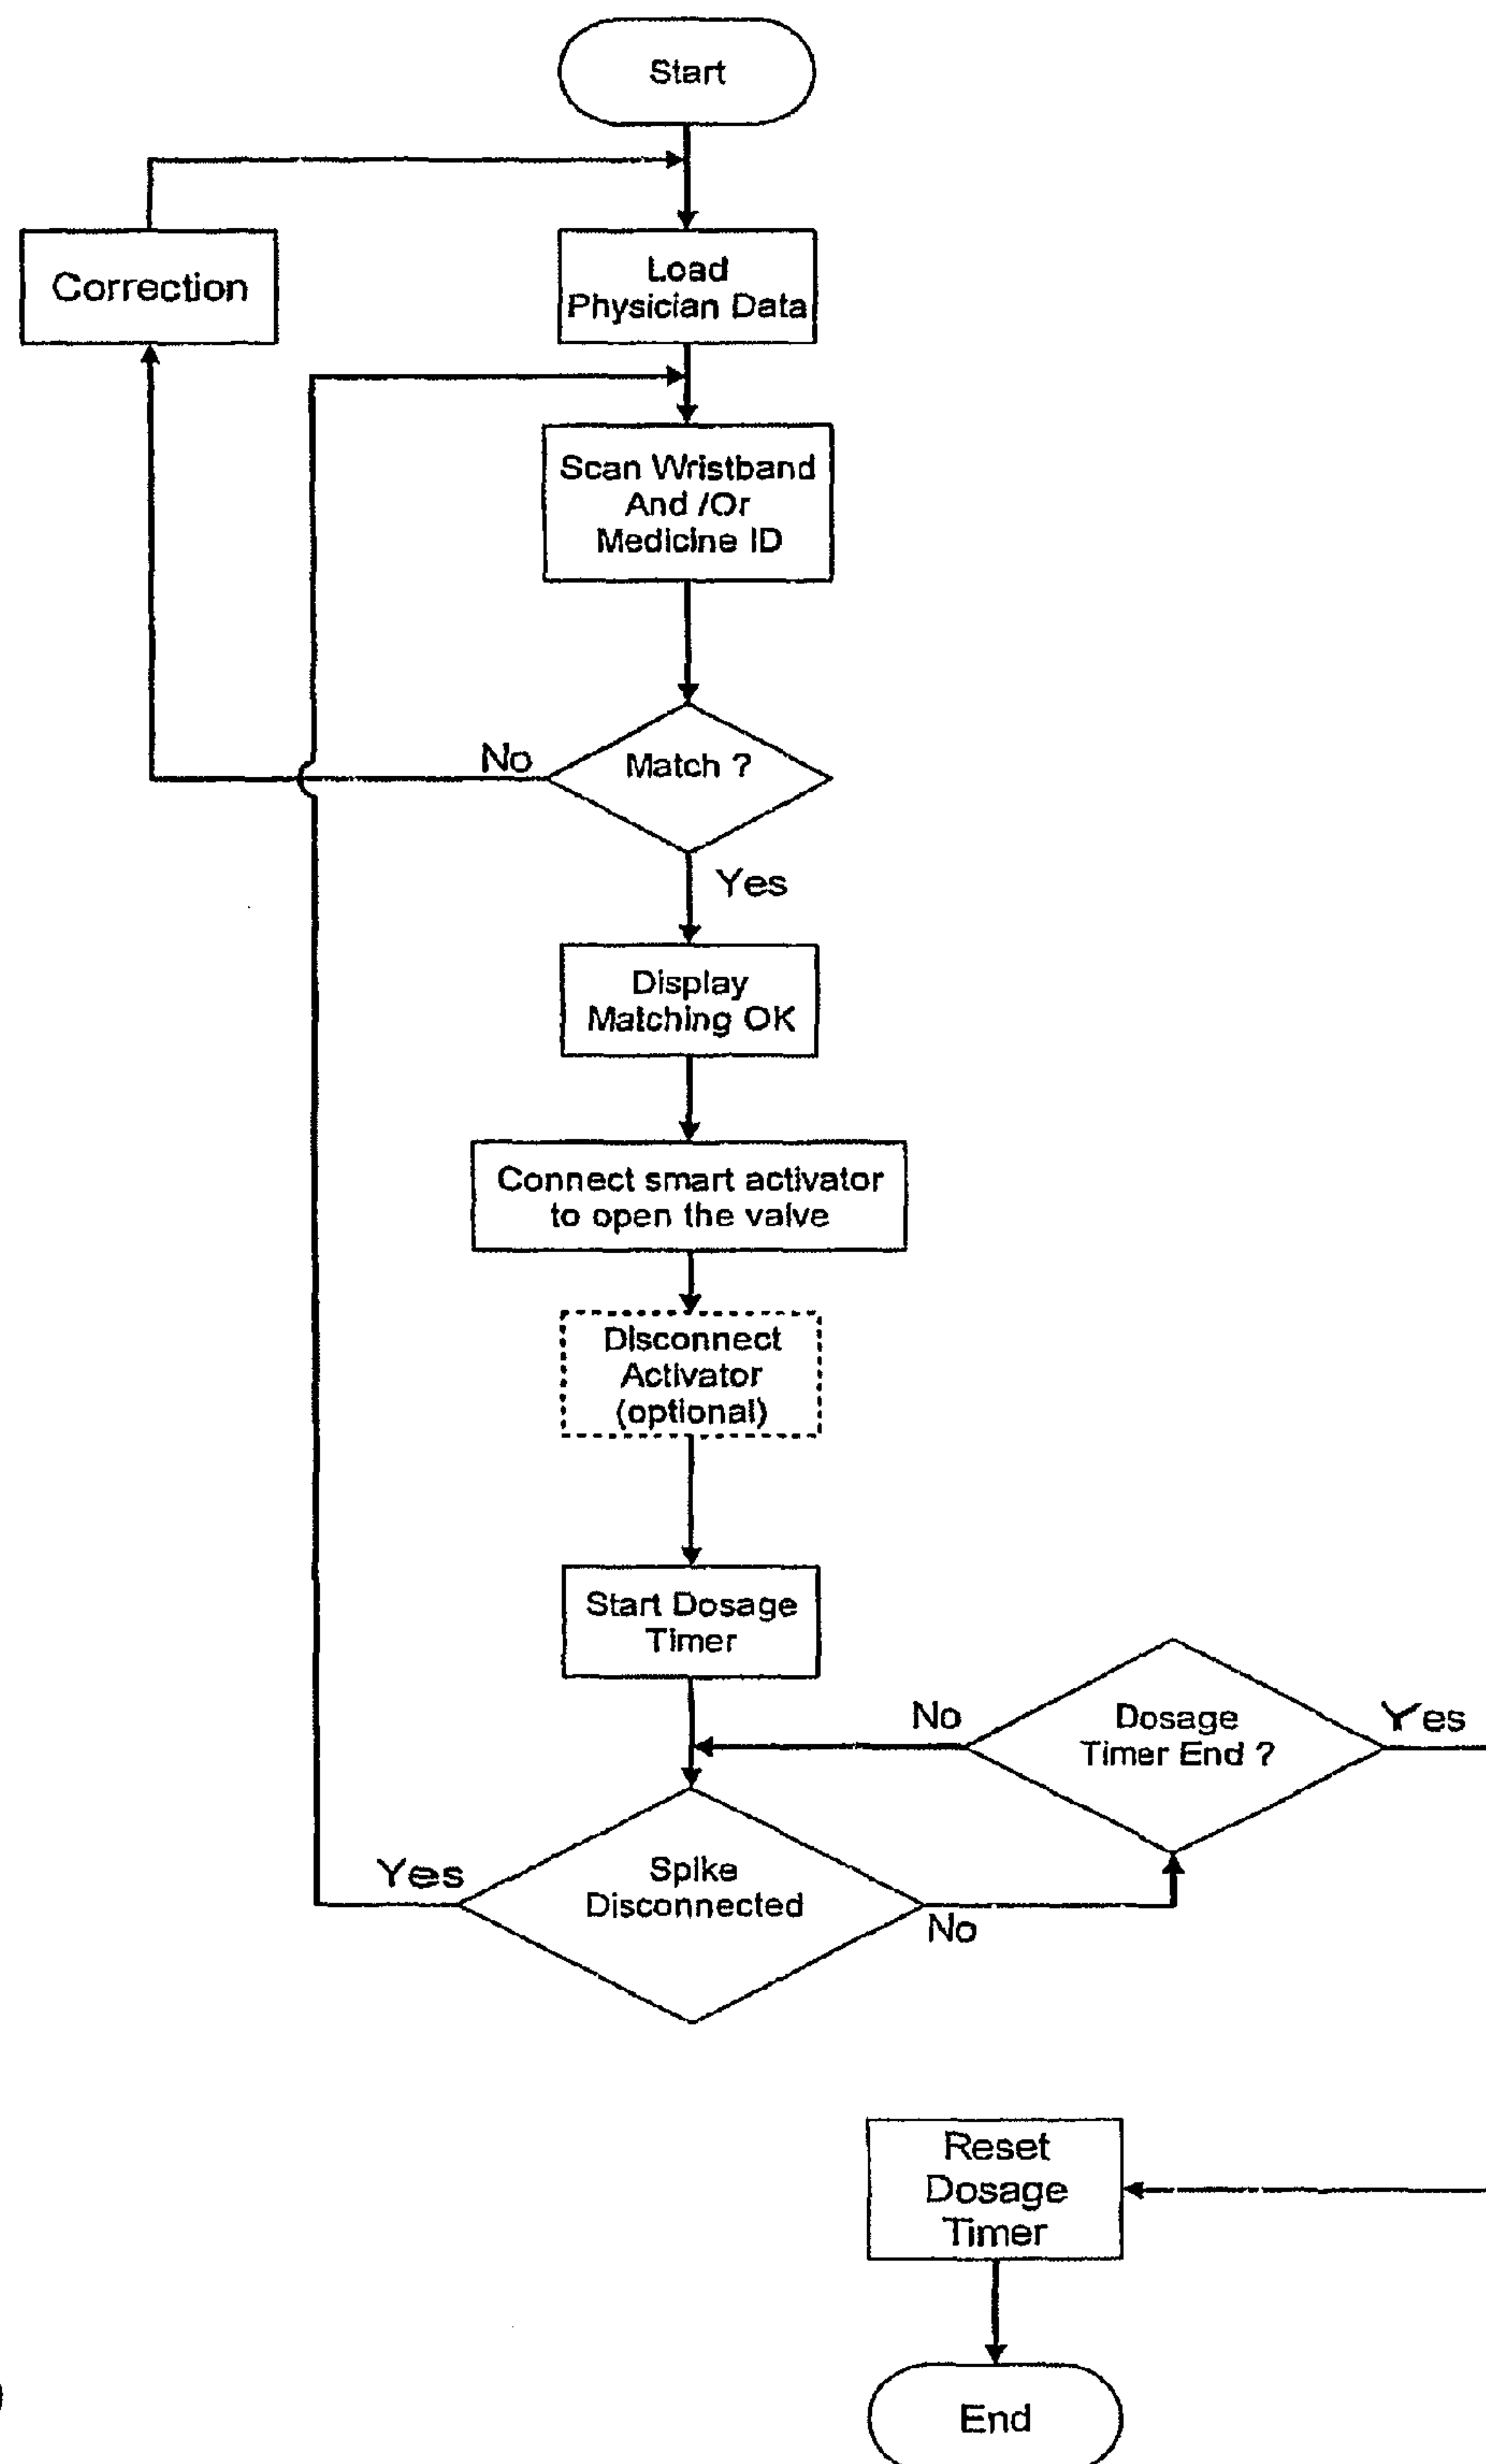 Start
Correction
Load
Physician Data
Scan Wristband
And /Or
Medicine ID
No
Match ?
Yes
Display
Matching OK
Connect smart activator
to open the valve
Disconnect
Activator
(optional)
Start Dosage
Timer
No
Dosage
Timer End ?
Yes
Yes
Spike
Disconnected
No
Reset
Dosage
Timer
End